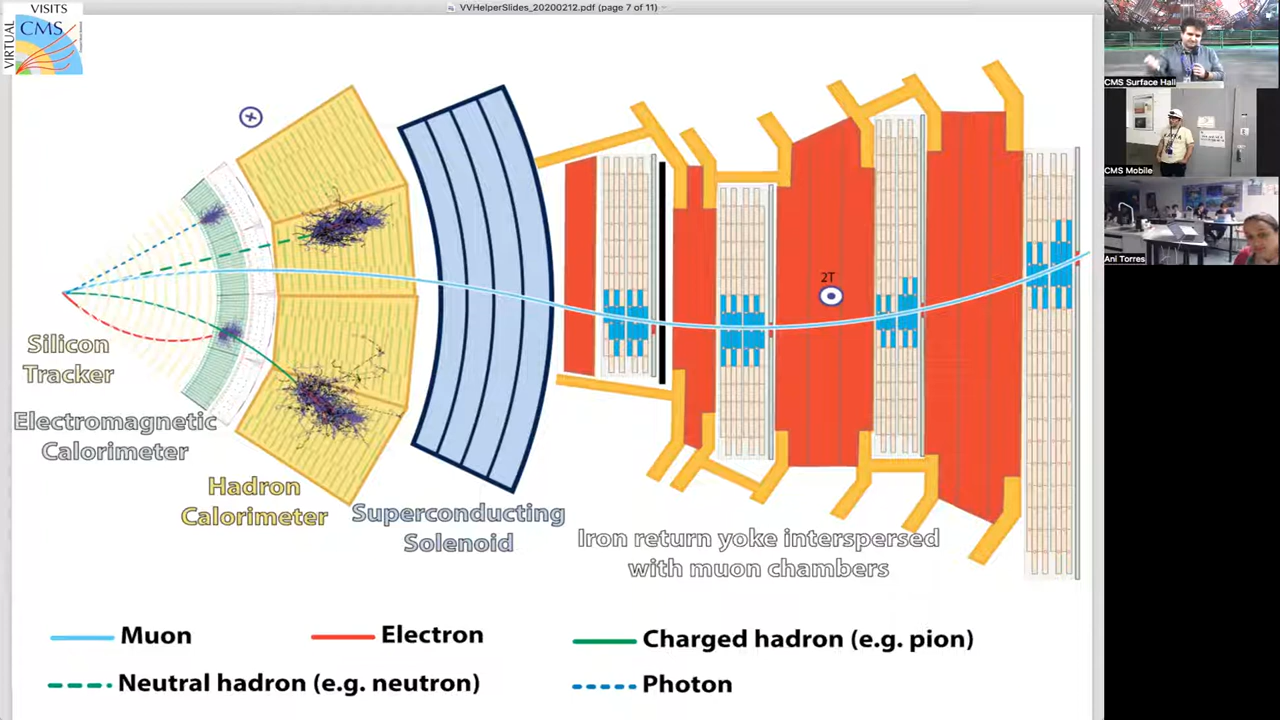 VVHelperSlides_20200212.pdf (page 7 of 11)
VISITS
VIRTUAL
CMS
CMS Surface Hall
CMS Mobile
Ani Torres
2T
Silicon
Tracker
Electromagnetic
Calorimeter
Hadron
Calorimeter
Superconducting
Solenoid
Iron return yoke interspersed
with muon chambers
Muon
Electron
Charged hadron (e.g. pion)
Neutral hadron (e.g. neutron)
Photon